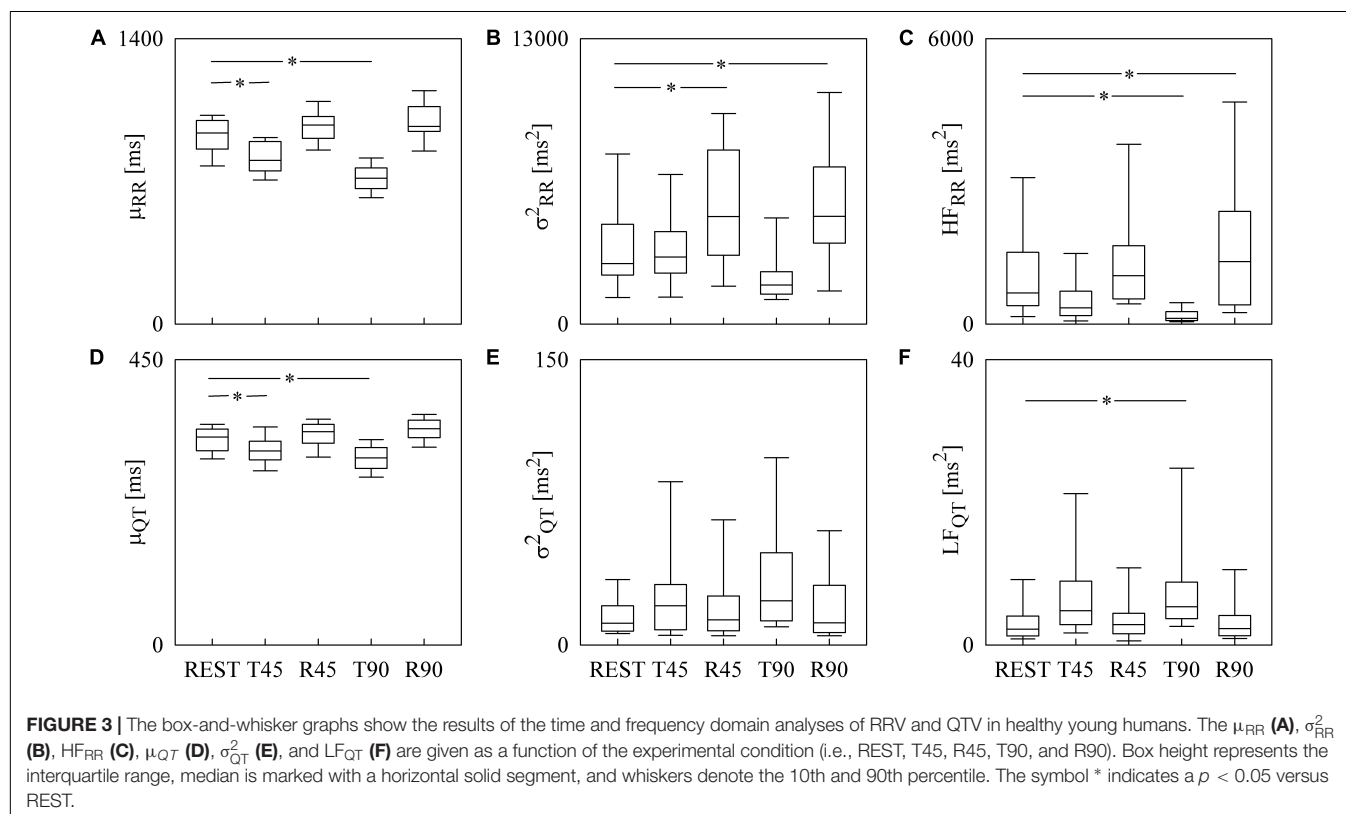 A
1400
*
*
μRR [ms]
0
B
13000
*
*
σ²RR [ms²]
0
C
6000
*
*
HFRR [ms²]
0
D
450
*
*
μQT [ms]
0
REST T45 R45 T90 R90
E
150
σ²QT [ms²]
0
REST T45 R45 T90 R90
F
40
*
LFQT [ms²]
0
REST T45 R45 T90 R90
FIGURE 3 | The box-and-whisker graphs show the results of the time and frequency domain analyses of RRV and QTV in healthy young humans. The μRR (A), σ²RR
(B), HFRR (C), μQT (D), σ²QT (E), and LFQT (F) are given as a function of the experimental condition (i.e., REST, T45, R45, T90, and R90). Box height represents the
interquartile range, median is marked with a horizontal solid segment, and whiskers denote the 10th and 90th percentile. The symbol * indicates a p < 0.05 versus
REST.